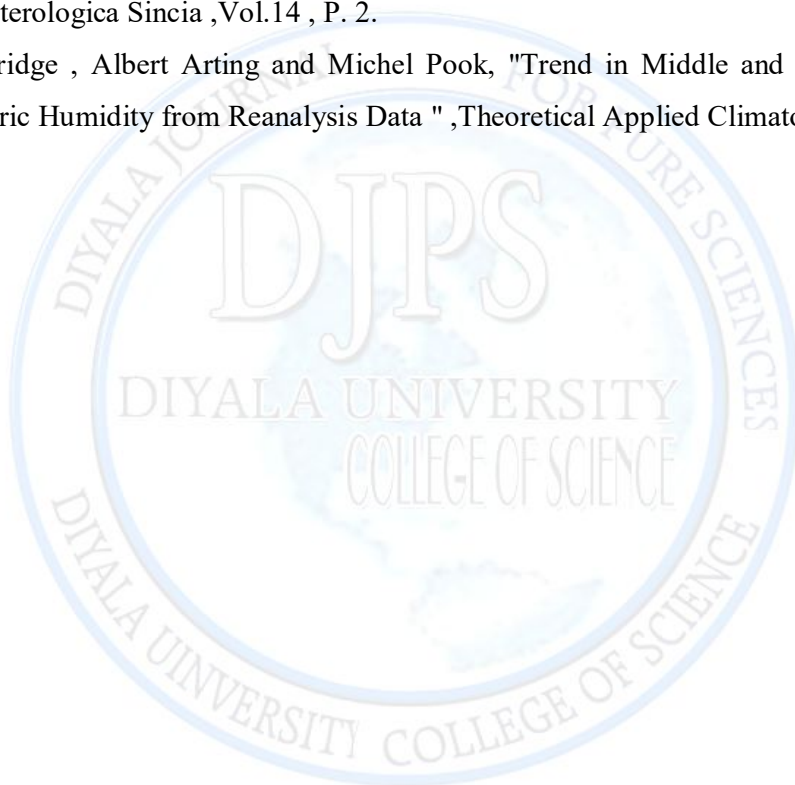 terologica Sincia ,Vol.14 , P. 2.
ridge , Albert Arting and Michel Pook, "Trend in Middle and
ric Humidity from Reanalysis Data " ,Theoretical Applied Climato
DIYALA JOURNAL FOR PURE SCIENCES
DJPS
DIYALA UNIVERSITY
COLLEGE OF SCIENCE
DIYALA UINVERSITY COLLEGE OF SCIENCE